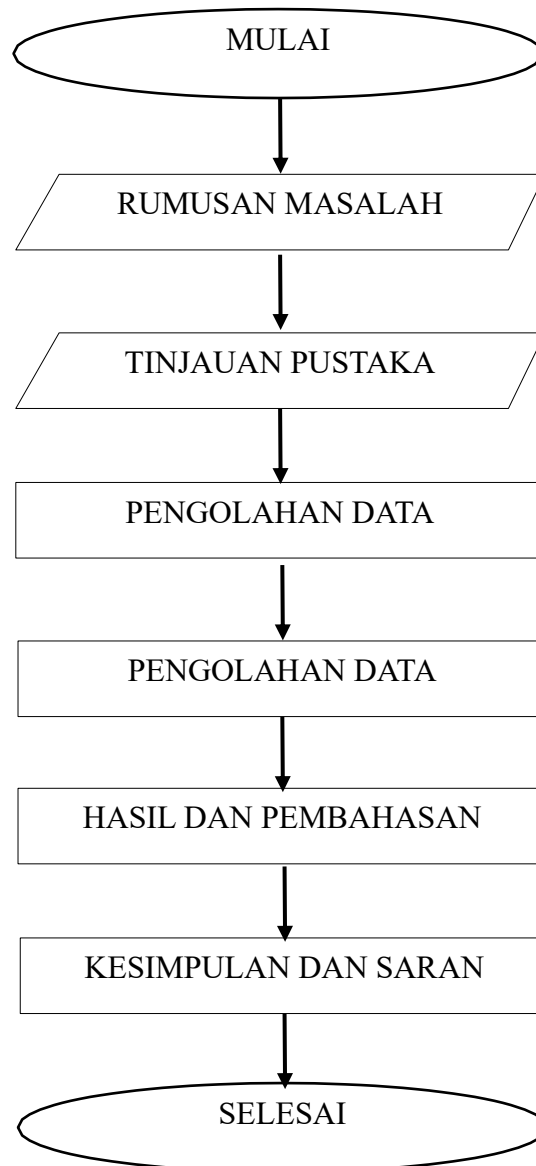 MULAI
RUMUSAN MASALAH
TINJAUAN PUSTAKA
PENGOLAHAN DATA
PENGOLAHAN DATA
HASIL DAN PEMBAHASAN
KESIMPULAN DAN SARAN
SELESAI